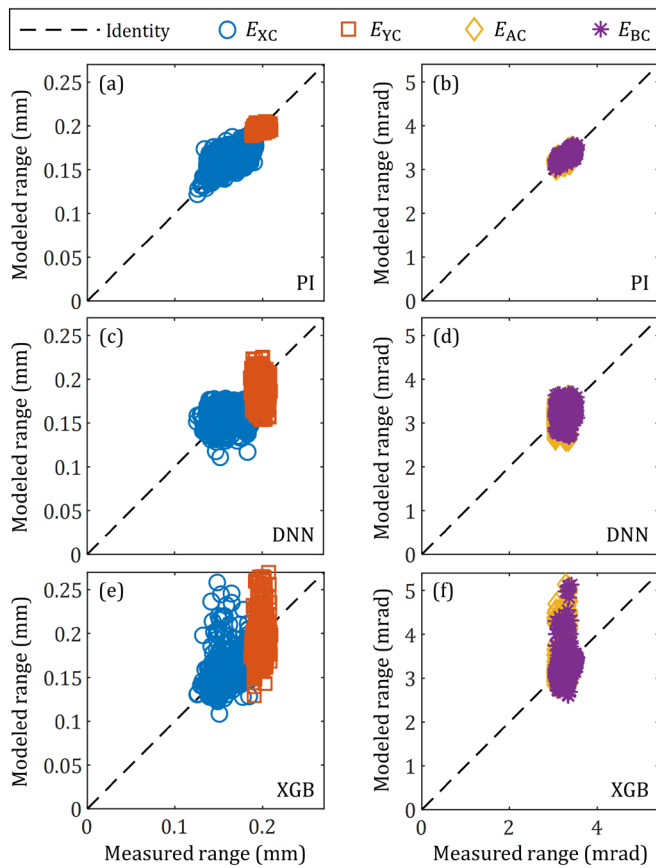 Identity E_XC E_YC E_AC E_BC
(a)
0.25
0.2
0.15
0.1
0.05
0
Modeled range (mm)
PI
(b)
5
4
3
2
1
0
Modeled range (mrad)
PI
(c)
0.25
0.2
0.15
0.1
0.05
0
Modeled range (mm)
DNN
(d)
5
4
3
2
1
0
Modeled range (mrad)
DNN
(e)
0.25
0.2
0.15
0.1
0.05
0
Modeled range (mm)
XGB
0 0.1 0.2
Measured range (mm)
(f)
5
4
3
2
1
0
Modeled range (mrad)
XGB
0 2 4
Measured range (mrad)